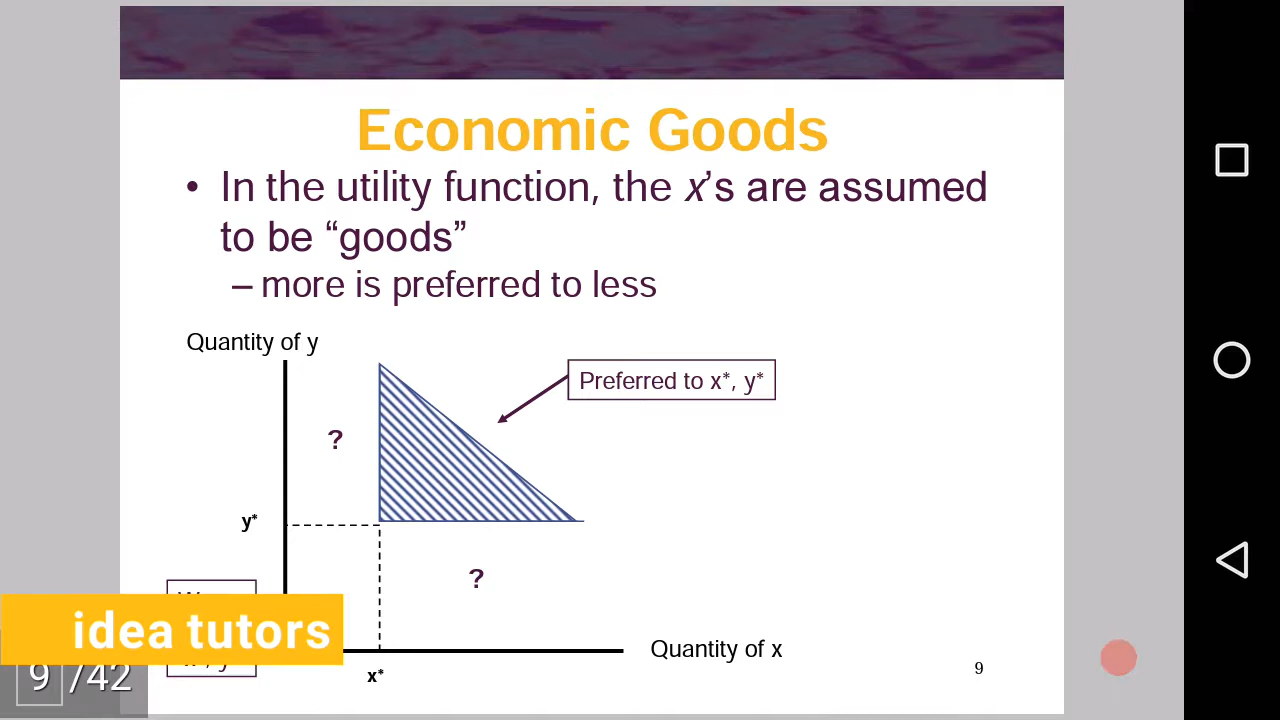 Economic Goods
• In the utility function, the x's are assumed
to be “goods”
– more is preferred to less
Quantity of y
Preferred to x*, y*
?
y*
?
idea tutors
Quantity of x
9 /42
x*
9